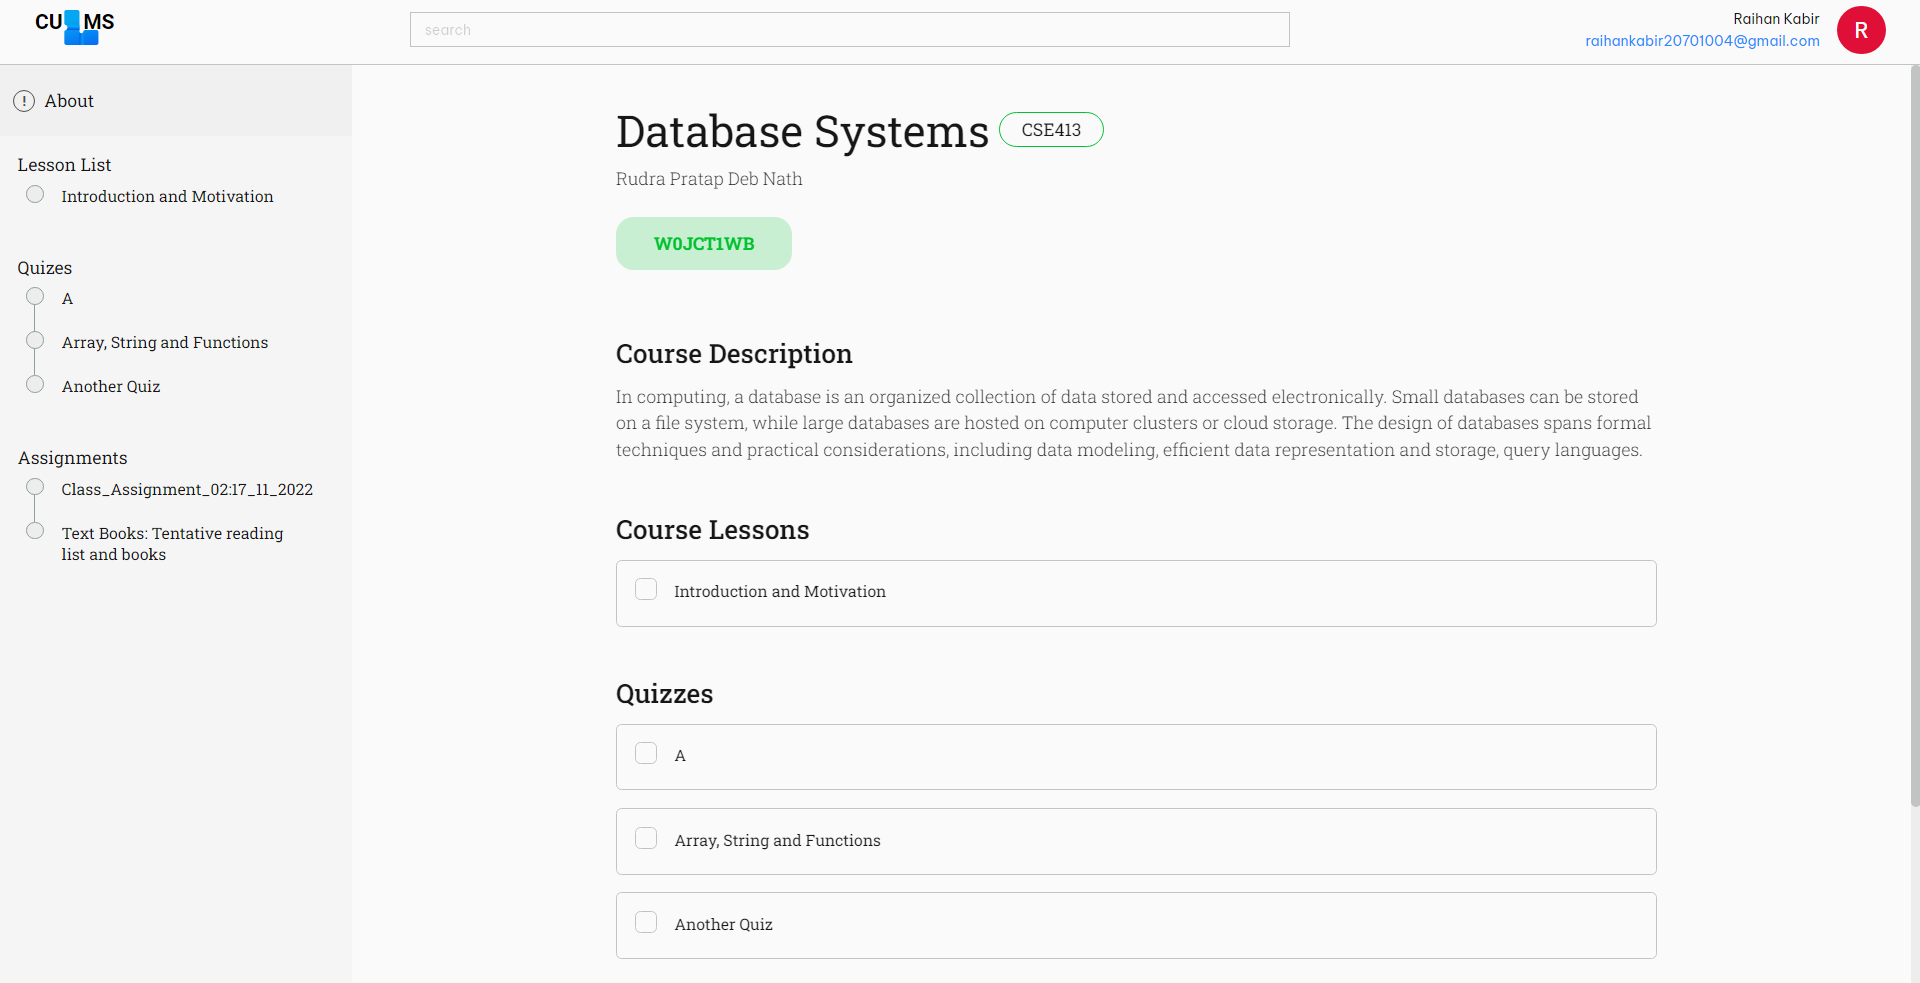 CULMS
search
Raihan Kabir
raihankabir20701004@gmail.com
R
! About
Lesson List
Introduction and Motivation
Quizes
A
Array, String and Functions
Another Quiz
Assignments
Class_Assignment_02:17_11_2022
Text Books: Tentative reading
list and books
Database Systems CSE413
Rudra Pratap Deb Nath
W0JCT1WB
Course Description
In computing, a database is an organized collection of data stored and accessed electronically. Small databases can be stored
on a file system, while large databases are hosted on computer clusters or cloud storage. The design of databases spans formal
techniques and practical considerations, including data modeling, efficient data representation and storage, query languages.
Course Lessons
Introduction and Motivation
Quizzes
A
Array, String and Functions
Another Quiz